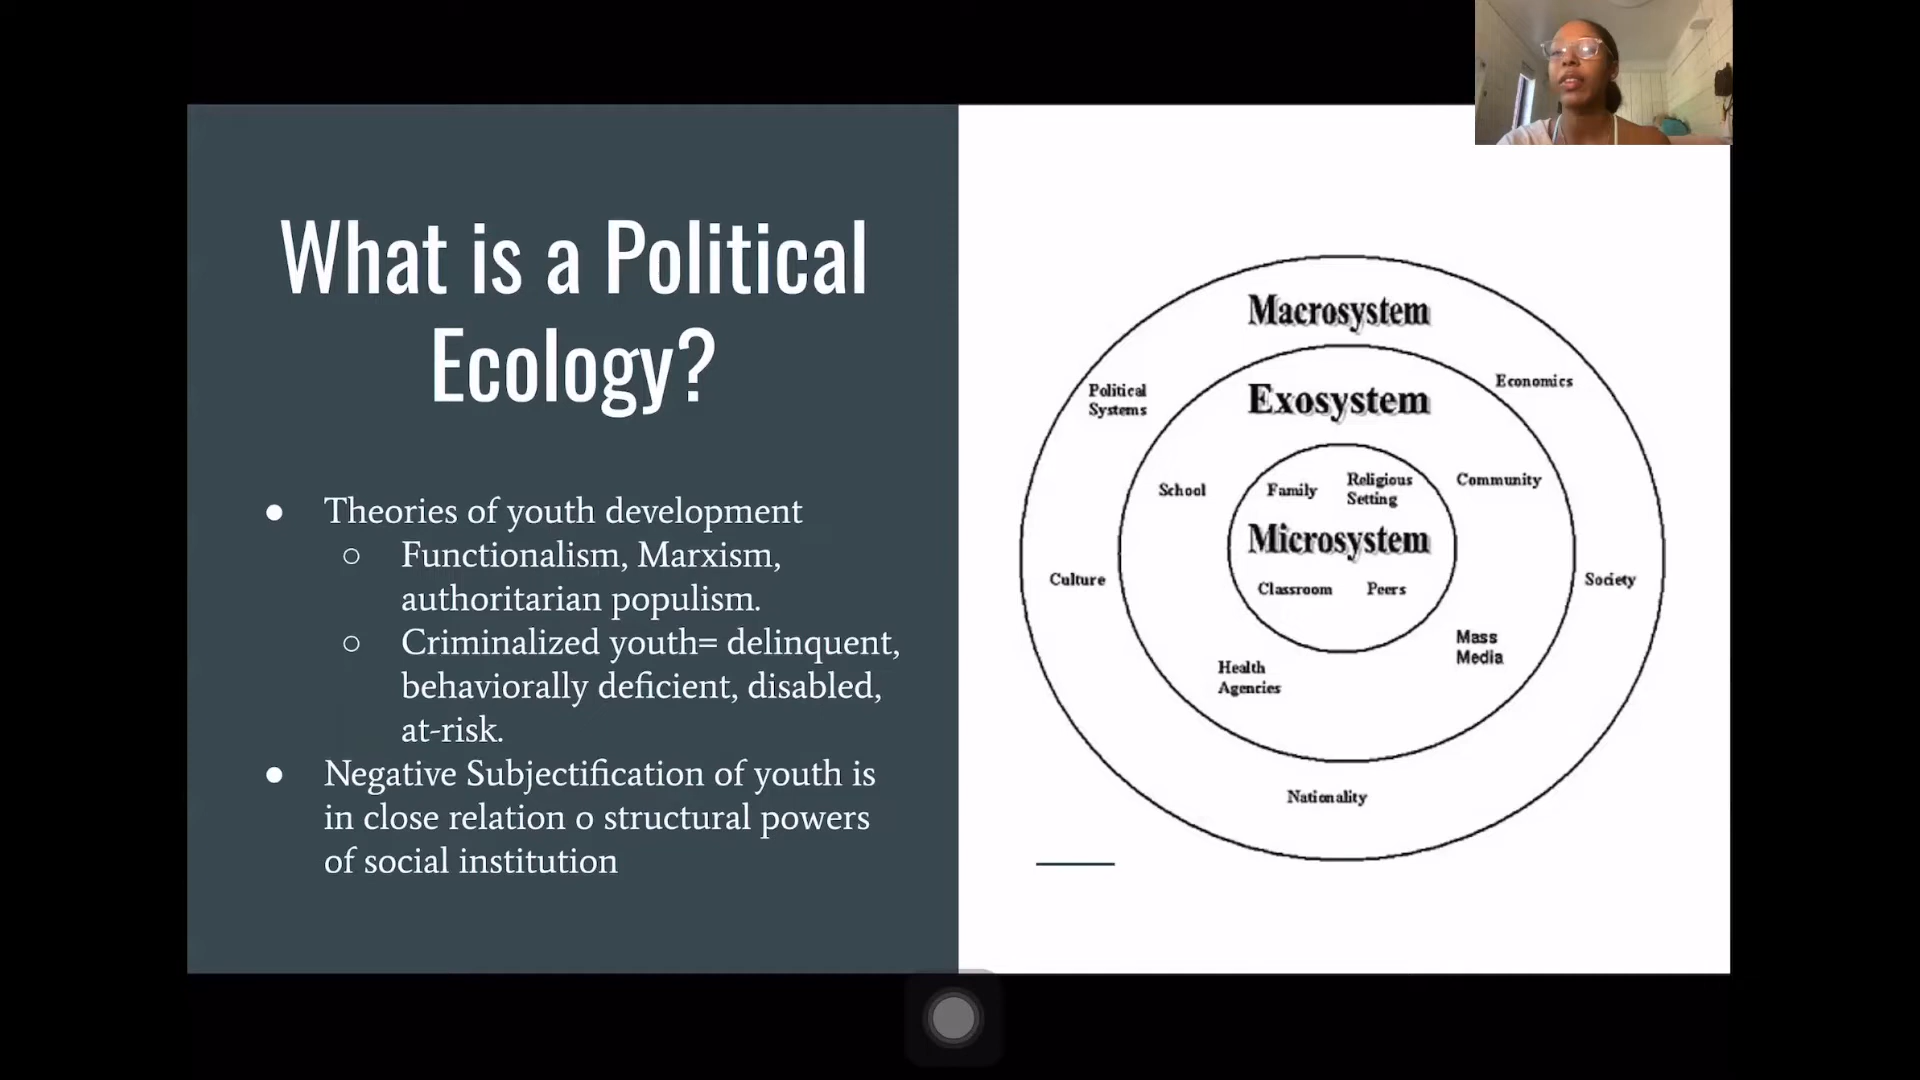 What is a Political
Ecology?
● Theories of youth development
○ Functionalism, Marxism,
authoritarian populism.
○ Criminalized youth= delinquent,
behaviorally deficient, disabled,
at-risk.
● Negative Subjectification of youth is
in close relation o structural powers
of social institution
Macrosystem
Political
Systems
Economics
Exosystem
School
Community
Family
Religious
Setting
Microsystem
Classroom
Peers
Culture
Society
Mass
Media
Health
Agencies
Nationality